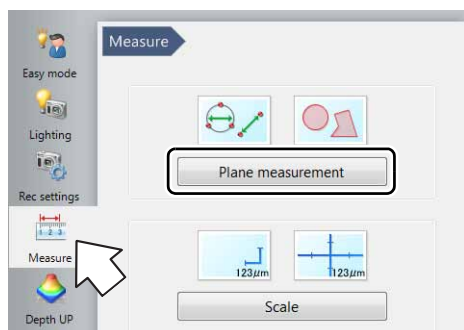 Measure
Easy mode
Lighting
Rec settings
Measure
Depth UP
Plane measurement
123μm
123μm
Scale